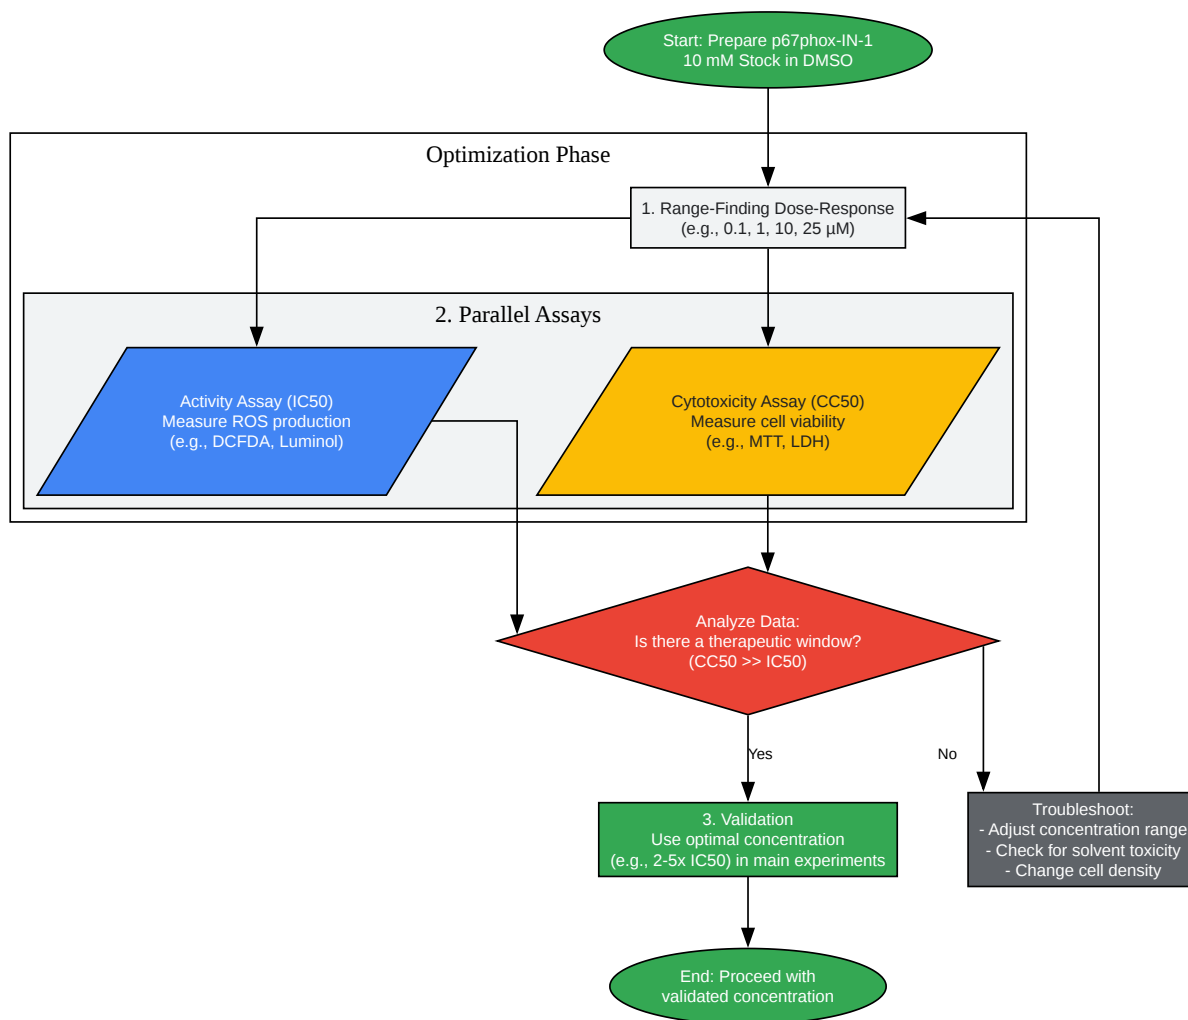 Start: Prepare p67phox-IN-1
10 mM Stock in DMSO
Optimization Phase
1. Range-Finding Dose-Response
(e.g., 0.1, 1, 10, 25 µM)
2. Parallel Assays
Activity Assay (IC50)
Measure ROS production
(e.g., DCFDA, Luminol)
Cytotoxicity Assay (CC50)
Measure cell viability
(e.g., MTT, LDH)
Analyze Data:
Is there a therapeutic window?
(CC50 >> IC50)
Yes
No
3. Validation
Use optimal concentration
(e.g., 2-5x IC50) in main experiments
Troubleshoot:
- Adjust concentration range
- Check for solvent toxicity
- Change cell density
End: Proceed with
validated concentration